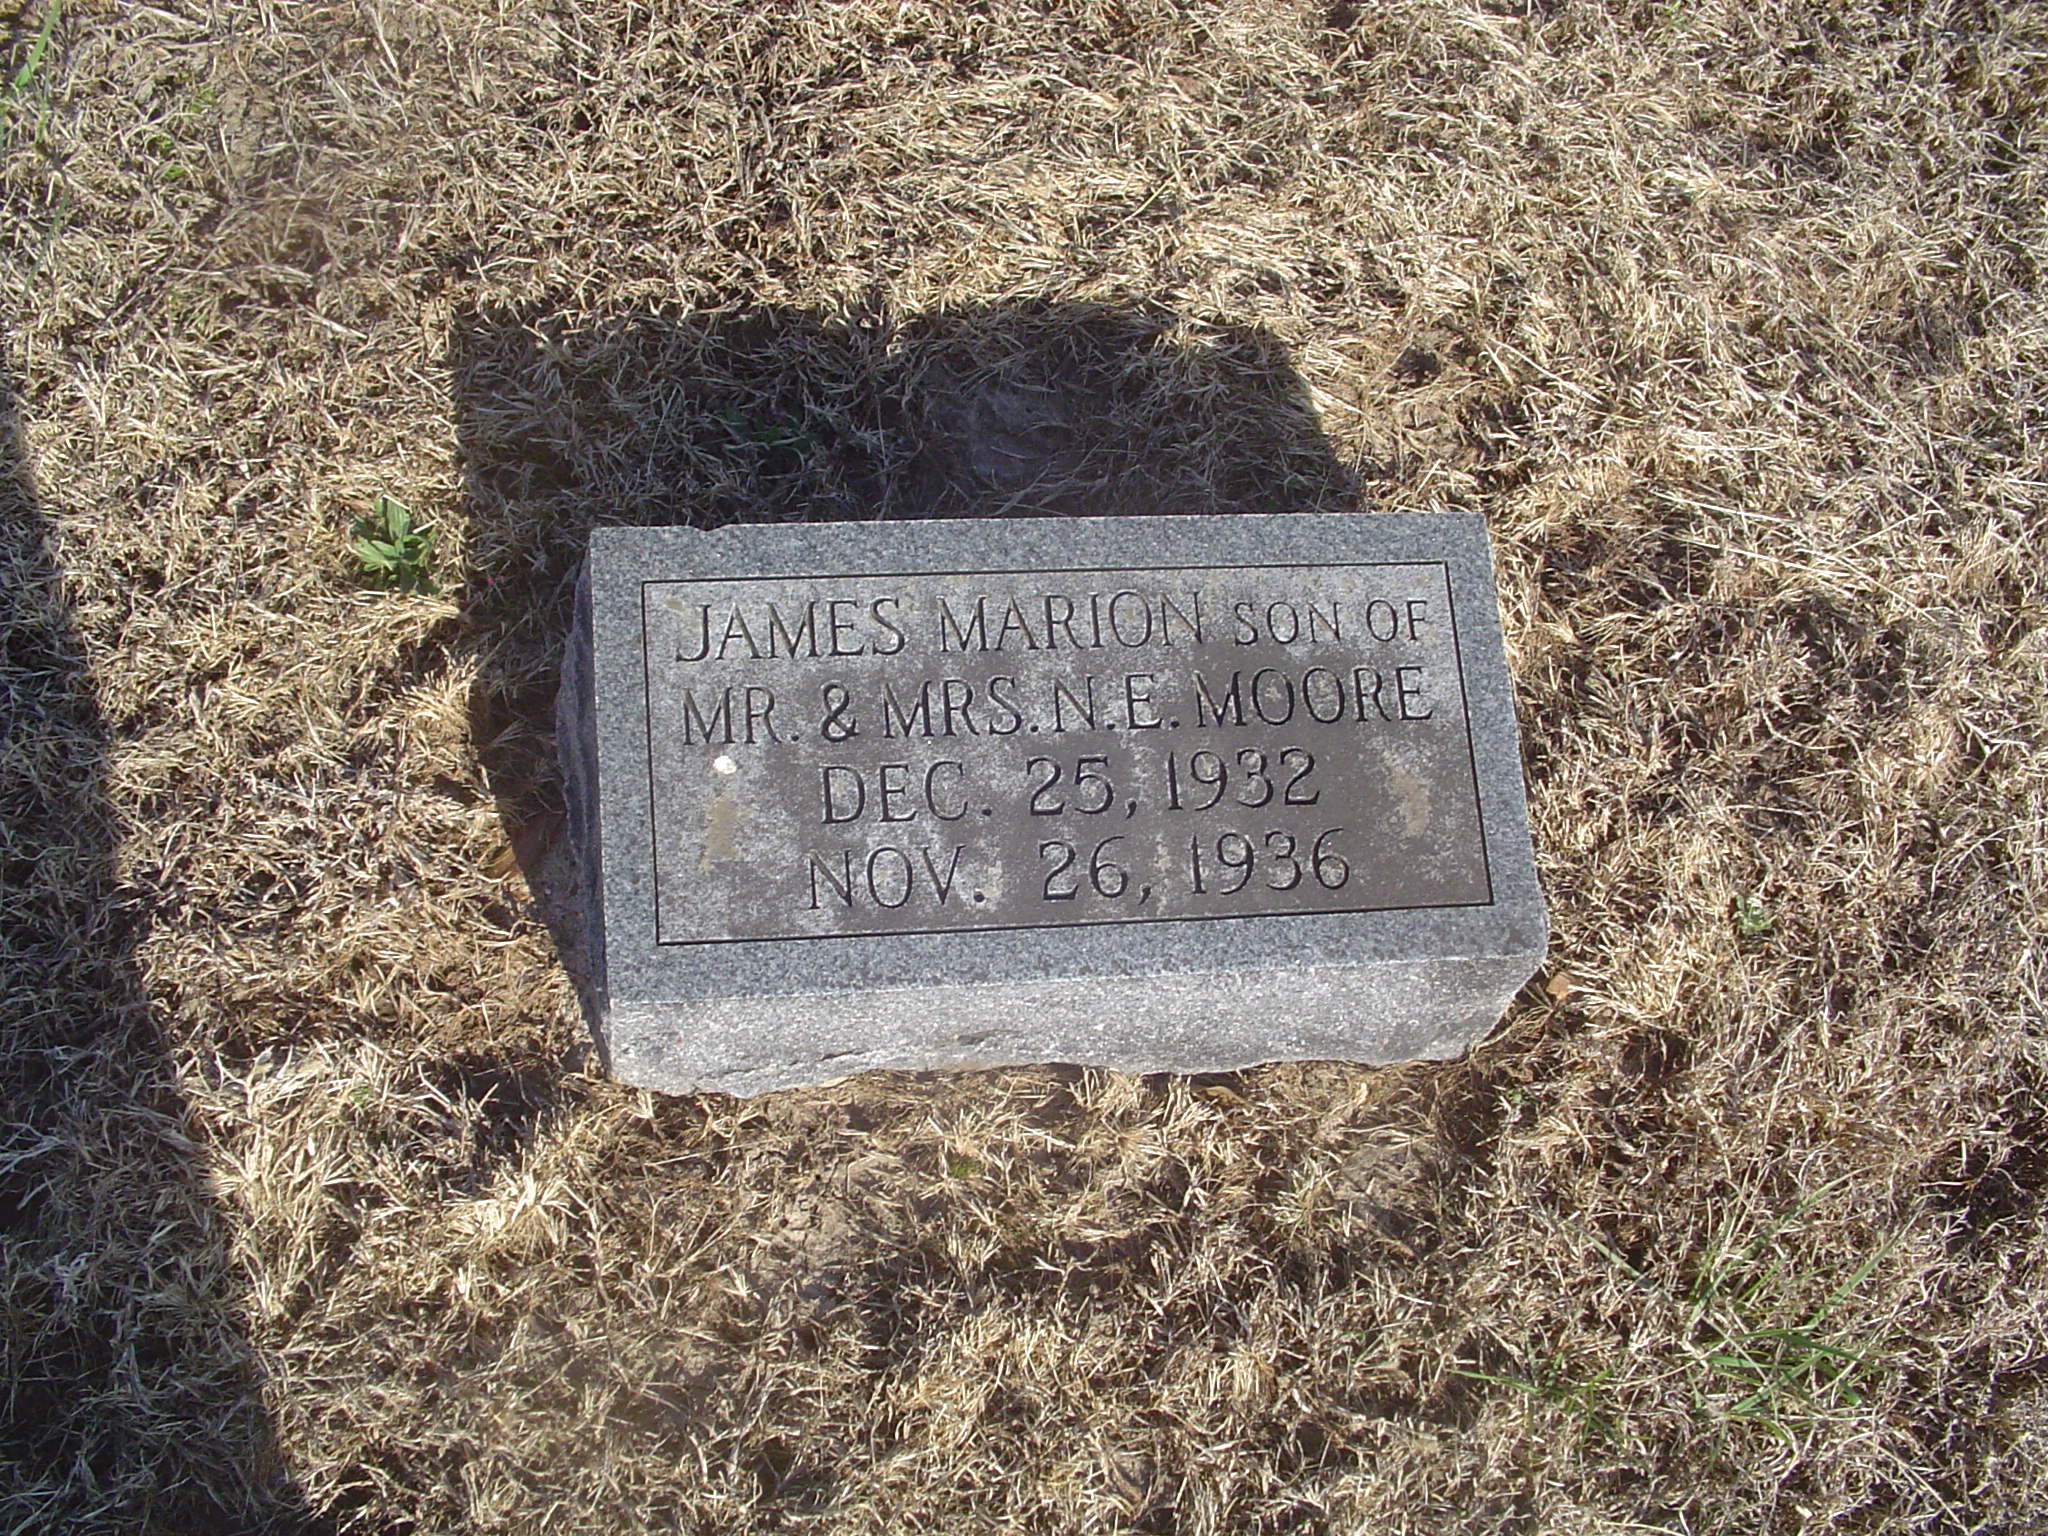 JAMES MARION SON OF
MR. & MRS. N. E. MOORE
DEC. 25, 1932
NOV. 26, 1936